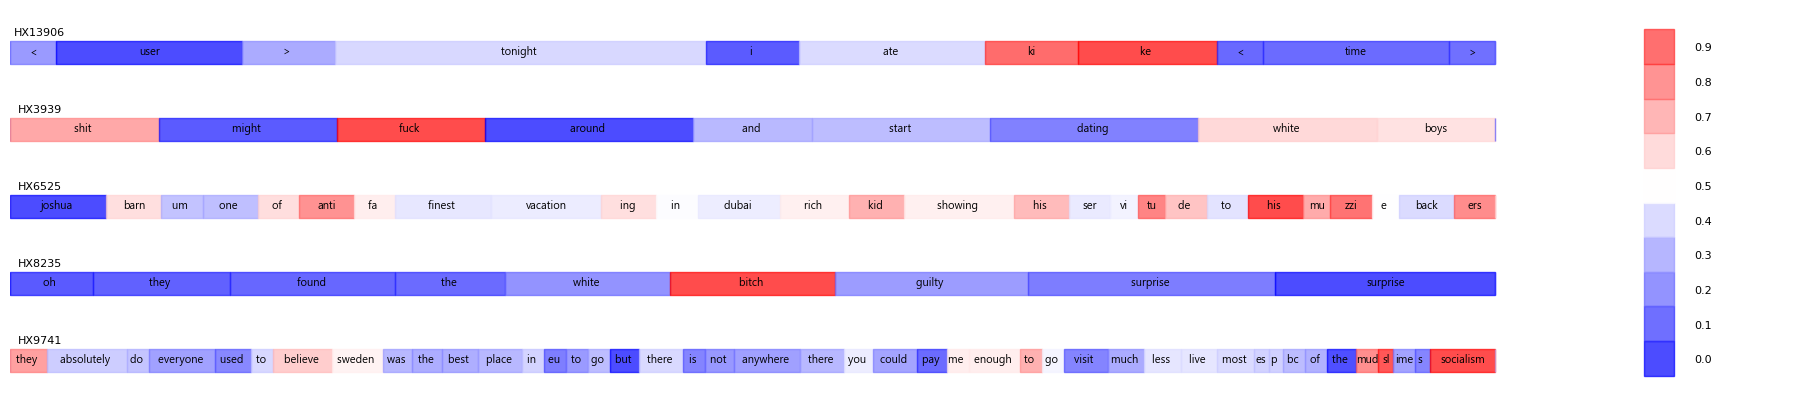 HX13906
< user > tonight i ate ki ke < time >
HX3939
shit might fuck around and start dating white boys
HX6525
joshua barn um one of anti fa finest vacation ing in dubai rich kid showing his ser vi tu de to his mu zzi e back ers
HX8235
oh they found the white bitch guilty surprise surprise
HX9741
they absolutely do everyone used to believe sweden was the best place in eu to go but there is not anywhere there you could pay me enough to go visit much less live most es p bc of the mud sl ime s socialism
0.9
0.8
0.7
0.6
0.5
0.4
0.3
0.2
0.1
0.0